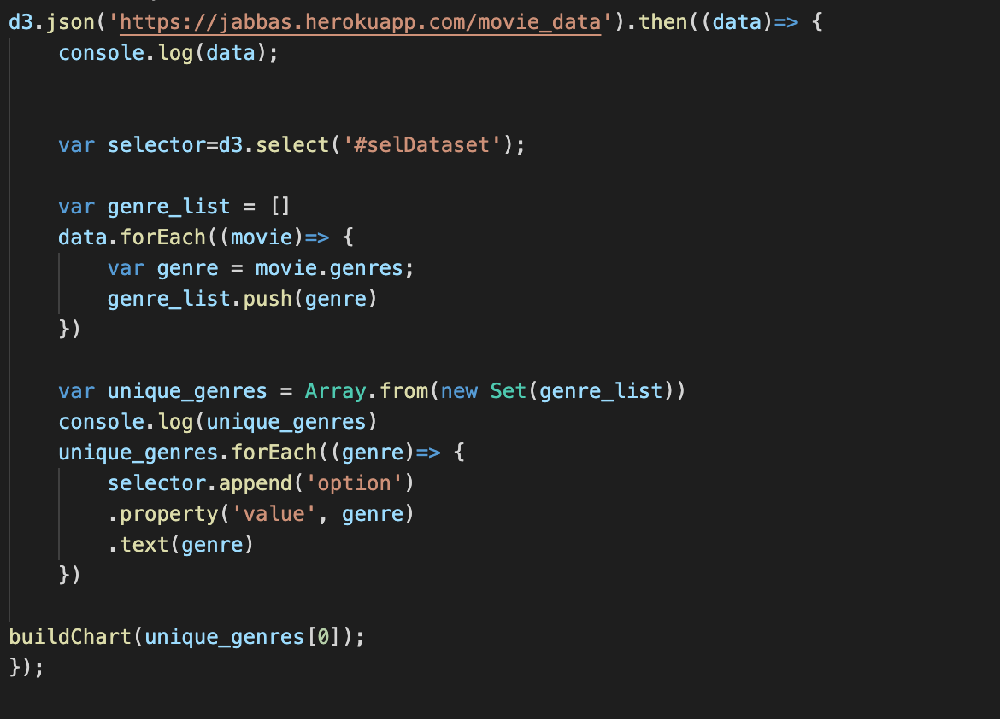 d3.json('https://jabbas.herokuapp.com/movie_data').then((data)=> {
    console.log(data);
    var selector=d3.select('#selDataset');
    var genre_list = []
    data.forEach((movie)=> {
        var genre = movie.genres;
        genre_list.push(genre)
    })
    var unique_genres = Array.from(new Set(genre_list))
    console.log(unique_genres)
    unique_genres.forEach((genre)=> {
        selector.append('option')
        .property('value', genre)
        .text(genre)
    })
buildChart(unique_genres[0]);
});